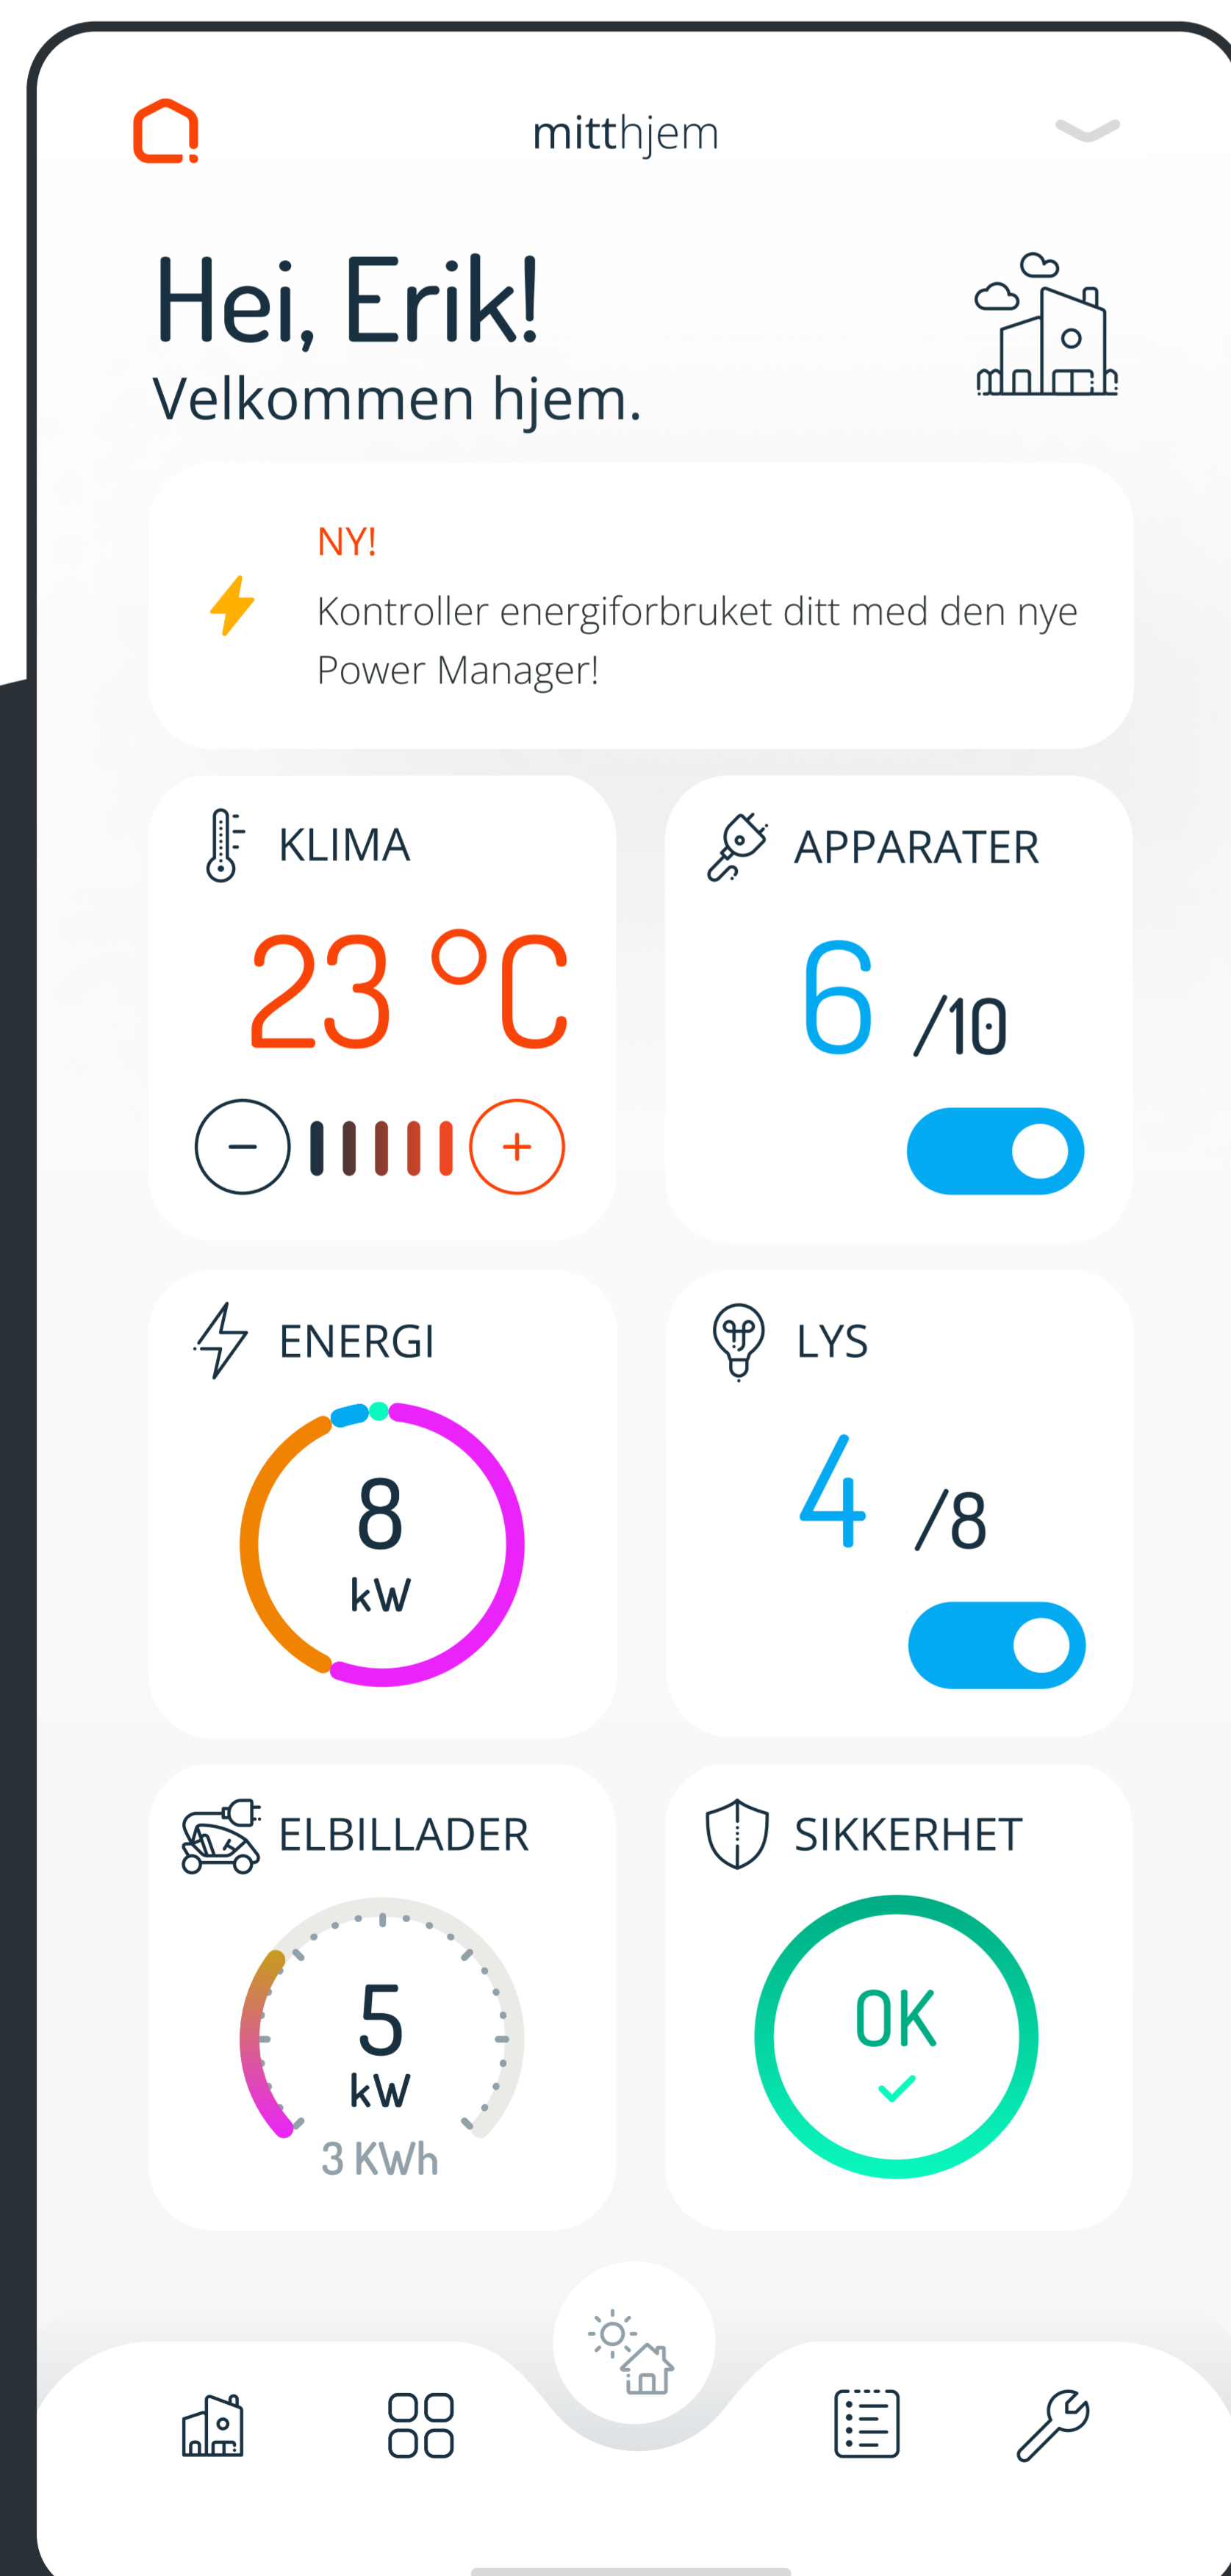 mitthjem
Hei, Erik!
Velkommen hjem.
NY!
Kontroller energiforbruket ditt med den nye
Power Manager!
KLIMA
23 °C
APPARATER
6 /10
ENERGI
8
kW
LYS
4 /8
ELBILLADER
5
kW
3 KWh
SIKKERHET
OK